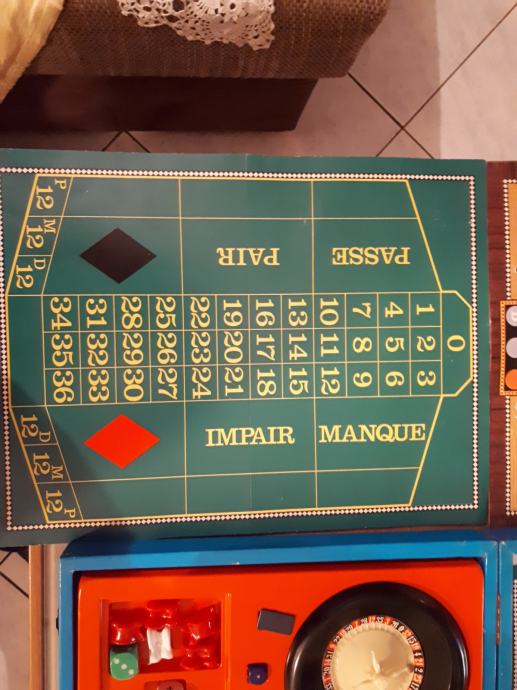 0
1 2 3
4 5 6
7 8 9
10 11 12
13 14 15
16 17 18
19 20 21
22 23 24
25 26 27
28 29 30
31 32 33
34 35 36
PASSE
PAIR
MANQUE
IMPAIR
P 12
M 12
D 12
D 12
M 12
P 12